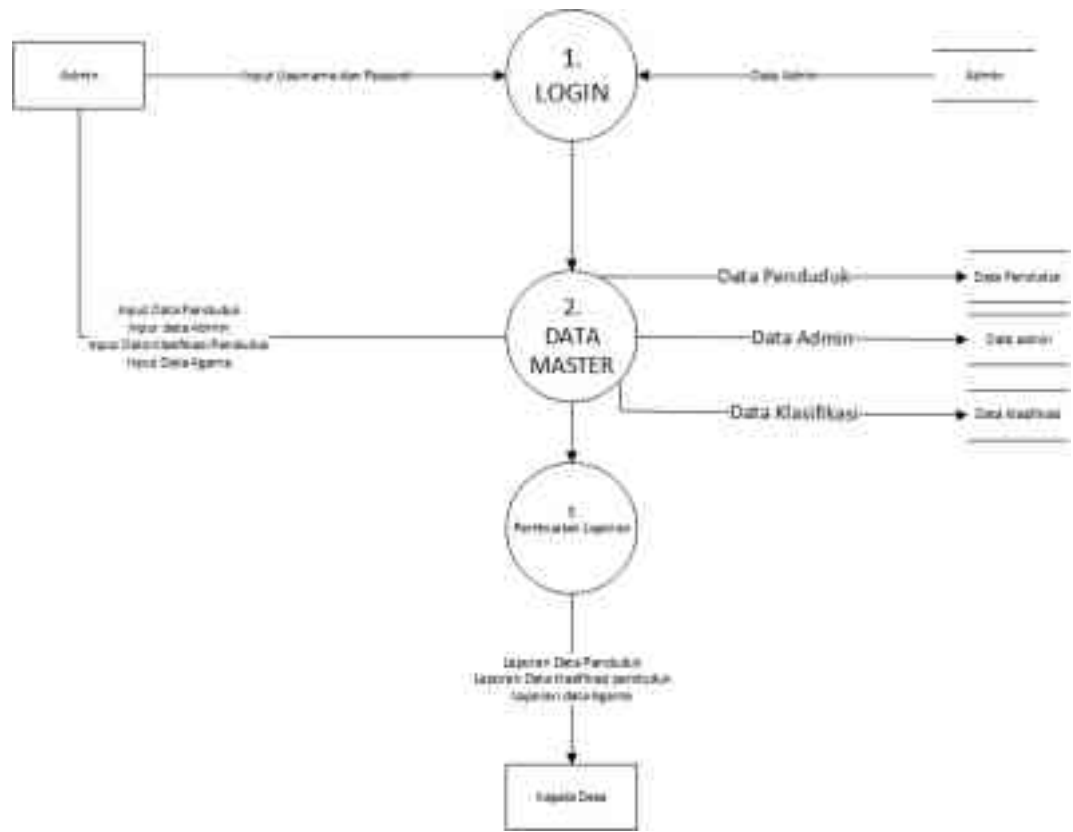 Admin
Input Username dan Password
1.
LOGIN
Data Admin
Admin
Data Penduduk
Data Penduduk
Input Data Penduduk
Input data Admin
Input Data Klasifikasi Penduduk
Input Data Agama
2.
DATA
MASTER
Data Admin
Data admin
Data Klasifikasi
Data Klasifikasi
3.
Pembuatan Laporan
Laporan Data Penduduk
Laporan Data Klasifikasi penduduk
Laporan data Agama
Kepala Desa